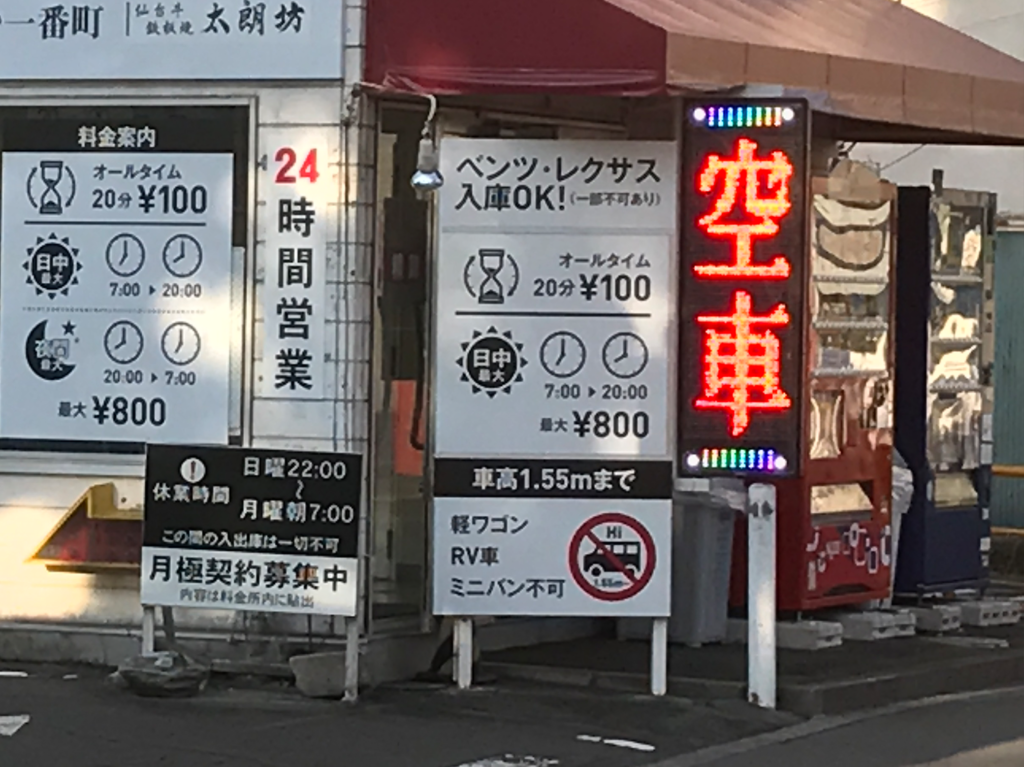 一番町
仙台牛
鉄板焼
太朗坊
料金案内
オールタイム
20分 ¥100
日中
最大
7:00 20:00
最大
20:00 7:00
最大 ¥800
24
時間営業
ベンツ・レクサス
入庫OK!(一部不可あり)
オールタイム
20分 ¥100
日中
最大
7:00 20:00
最大 ¥800
車高1.55mまで
軽ワゴン
RV車
ミニバン不可
Hi
1.55m~
空車
!
休業時間
日曜22:00
~
月曜朝7:00
この間の入出庫は一切不可
月極契約募集中
内容は料金所内に貼出